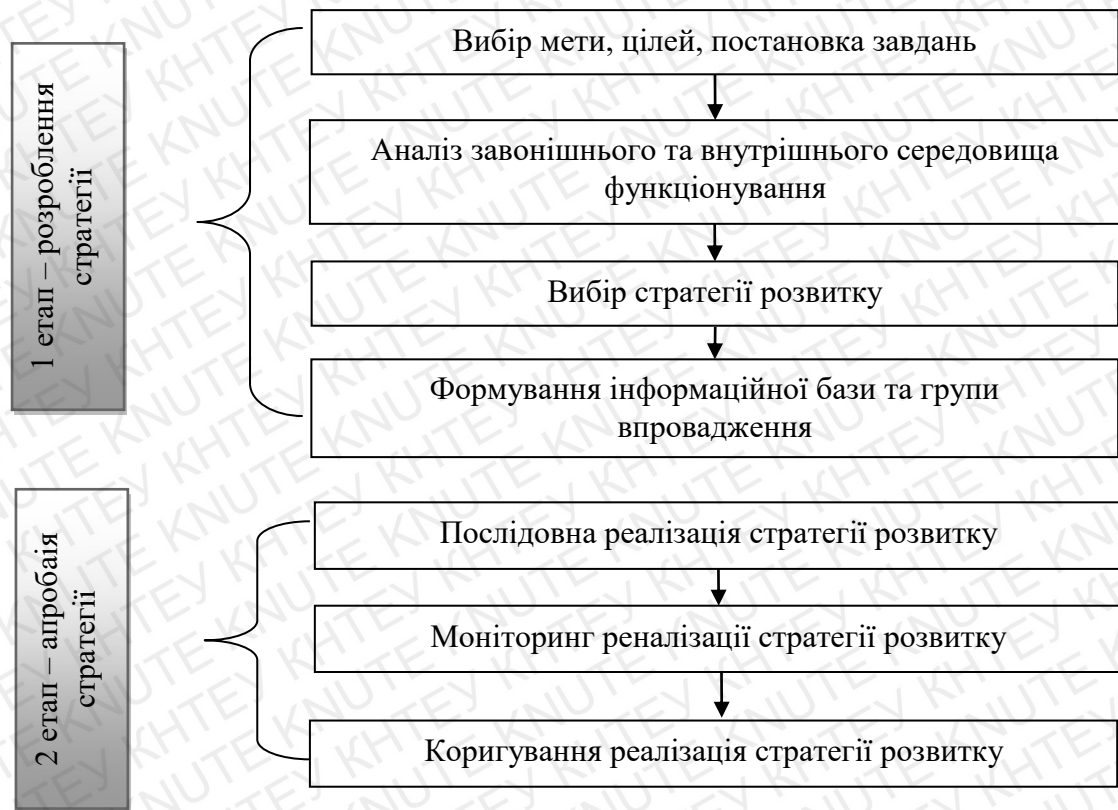 1 етап – розроблення
стратегії
Вибір мети, цілей, постановка завдань
Аналіз завонішнього та внутрішнього середовища
функціонування
Вибір стратегії розвитку
Формування інформаційної бази та групи
впровадження
2 етап – апробаія
стратегії
Послідовна реалізація стратегії розвитку
Моніторинг реналізації стратегії розвитку
Коригування реалізація стратегії розвитку